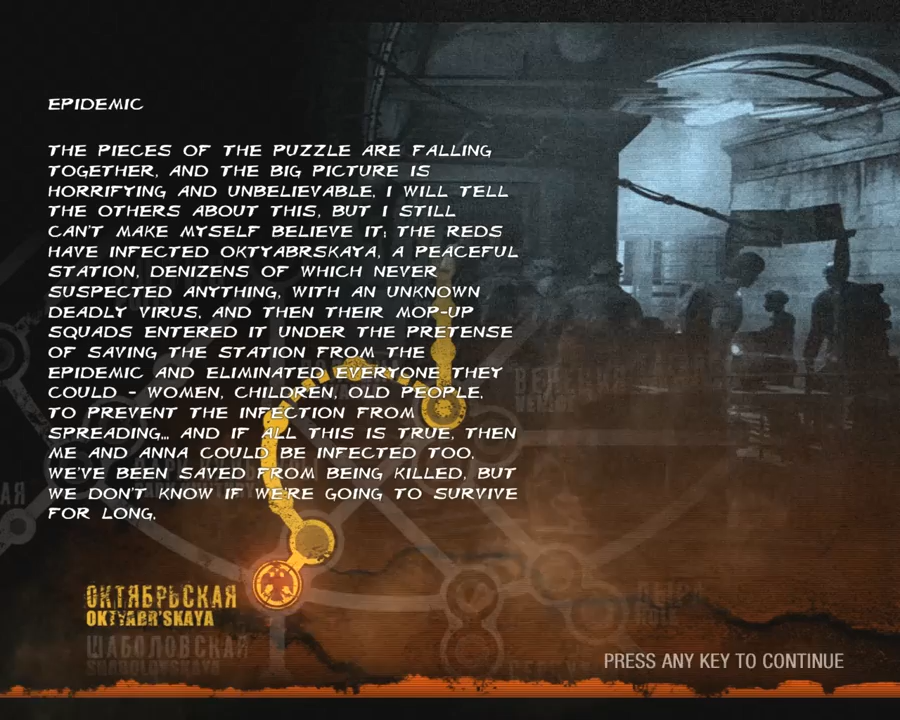 EPIDEMIC
THE PIECES OF THE PUZZLE ARE FALLING
TOGETHER, AND THE BIG PICTURE IS
HORRIFYING AND UNBELIEVABLE. I WILL TELL
THE OTHERS ABOUT THIS, BUT I STILL
CAN'T MAKE MYSELF BELIEVE IT: THE REDS
HAVE INFECTED OKTYABRSKAYA, A PEACEFUL
STATION, DENIZENS OF WHICH NEVER
SUSPECTED ANYTHING, WITH AN UNKNOWN
DEADLY VIRUS, AND THEN THEIR MOP-UP
SQUADS ENTERED IT UNDER THE PRETENSE
OF SAVING THE STATION FROM THE
EPIDEMIC AND ELIMINATED EVERYONE THEY
COULD - WOMEN, CHILDREN, OLD PEOPLE.
TO PREVENT THE INFECTION FROM
SPREADING... AND IF ALL THIS IS TRUE, THEN
ME AND ANNA COULD BE INFECTED TOO.
WE'VE BEEN SAVED FROM BEING KILLED, BUT
WE DON'T KNOW IF WE'RE GOING TO SURVIVE
FOR LONG.
ОКТЯБРЬСКАЯ
OKTYABR'SKAYA
ШАБОЛОВСКАЯ
SHABOLOVSKAYA
PRESS ANY KEY TO CONTINUE